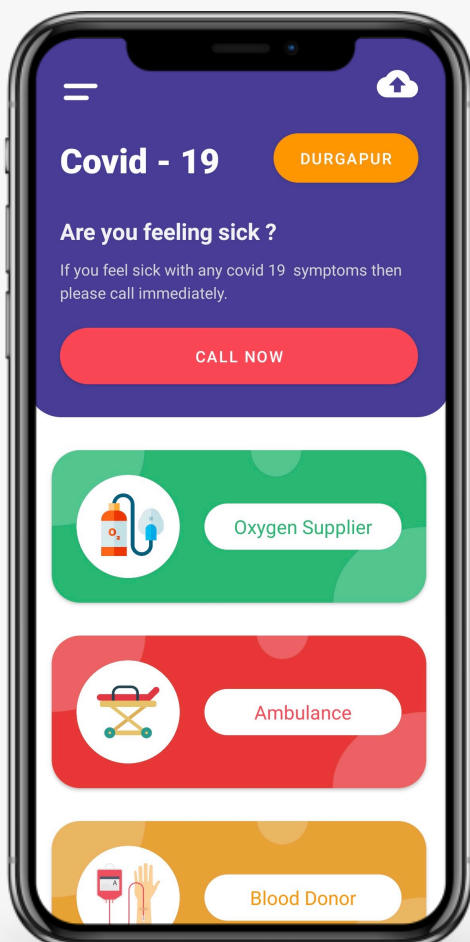 Covid - 19
DURGAPUR
Are you feeling sick ?
If you feel sick with any covid 19  symptoms then
please call immediately.
CALL NOW
O₂
Oxygen Supplier
Ambulance
A
Blood Donor